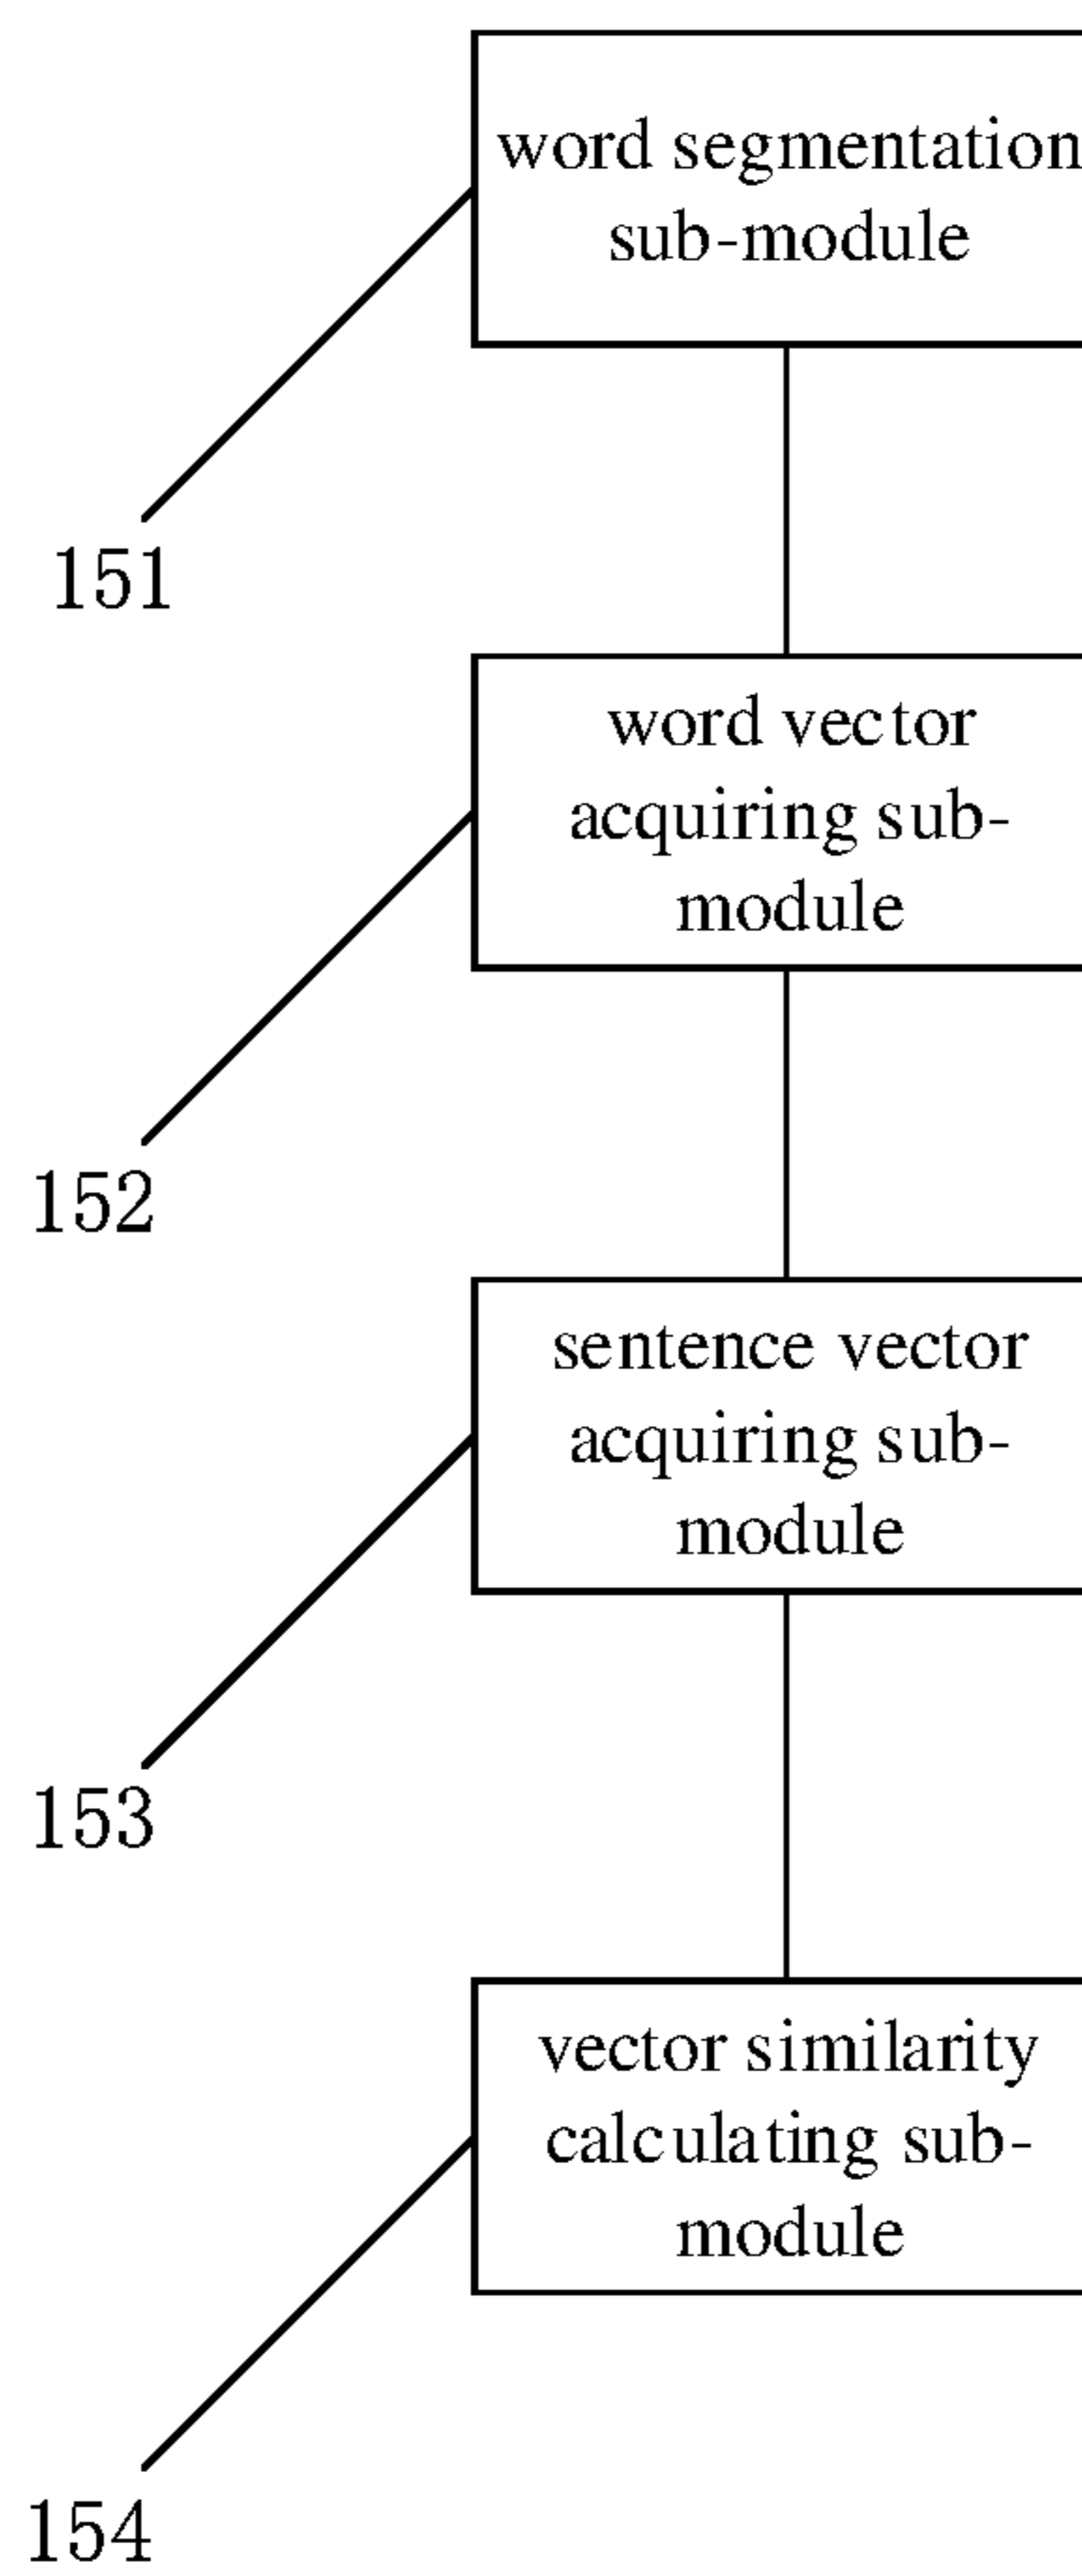 word segmentation
sub-module
151
word vector
acquiring sub-
module
152
sentence vector
acquiring sub-
module
153
vector similarity
calculating sub-
module
154